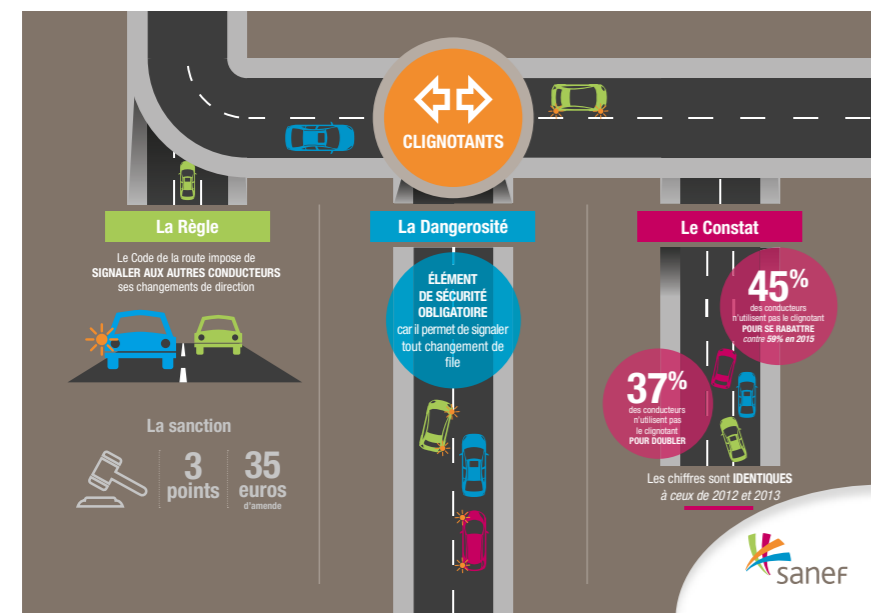 CLIGNOTANTS
La Règle
Le Code de la route impose de
SIGNALER AUX AUTRES CONDUCTEURS
ses changements de direction
La sanction
3
points
35
euros
d'amende
La Dangerosité
ÉLÉMENT
DE SÉCURITÉ
OBLIGATOIRE
car il permet de signaler
tout changement de
file
Le Constat
45%
des conducteurs
n'utilisent pas le clignotant
POUR SE RABATTRE
contre 59% en 2015
37%
des conducteurs
n'utilisent pas
le clignotant
POUR DOUBLER
Les chiffres sont IDENTIQUES
à ceux de 2012 et 2013
sanef